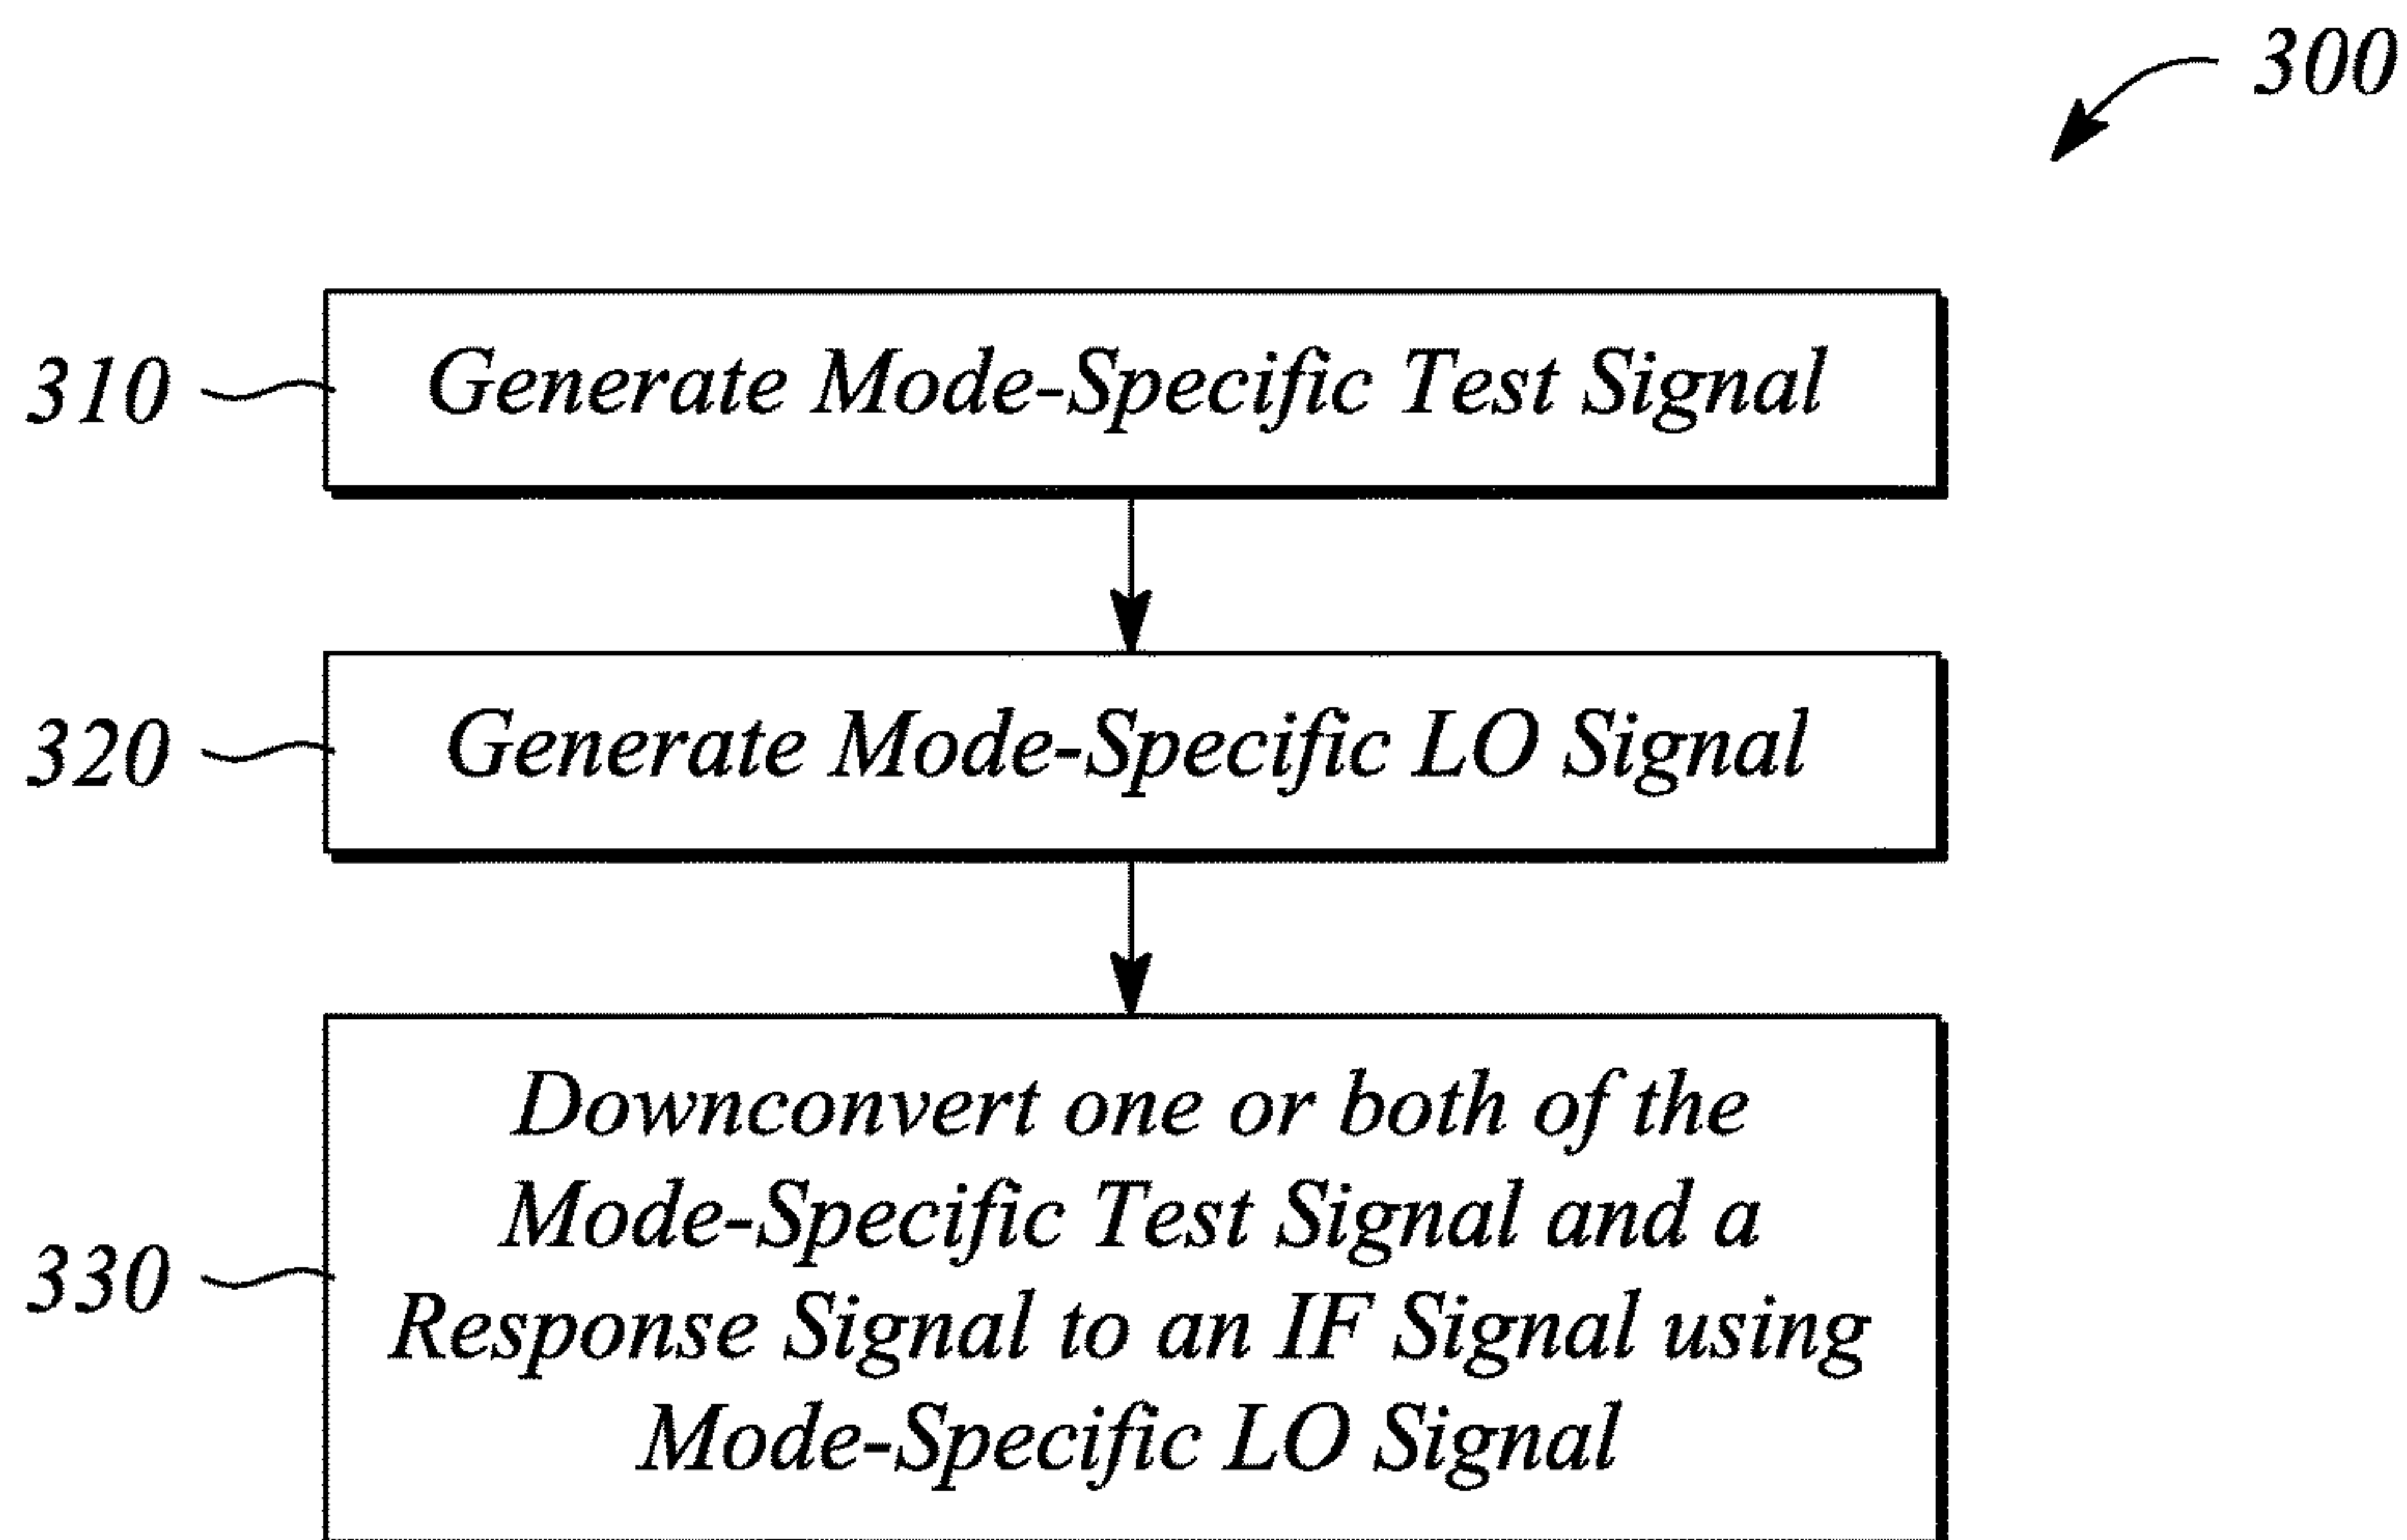 300
310
Generate Mode-Specific Test Signal
320
Generate Mode-Specific LO Signal
330
Downconvert one or both of the
Mode-Specific Test Signal and a
Response Signal to an IF Signal using
Mode-Specific LO Signal